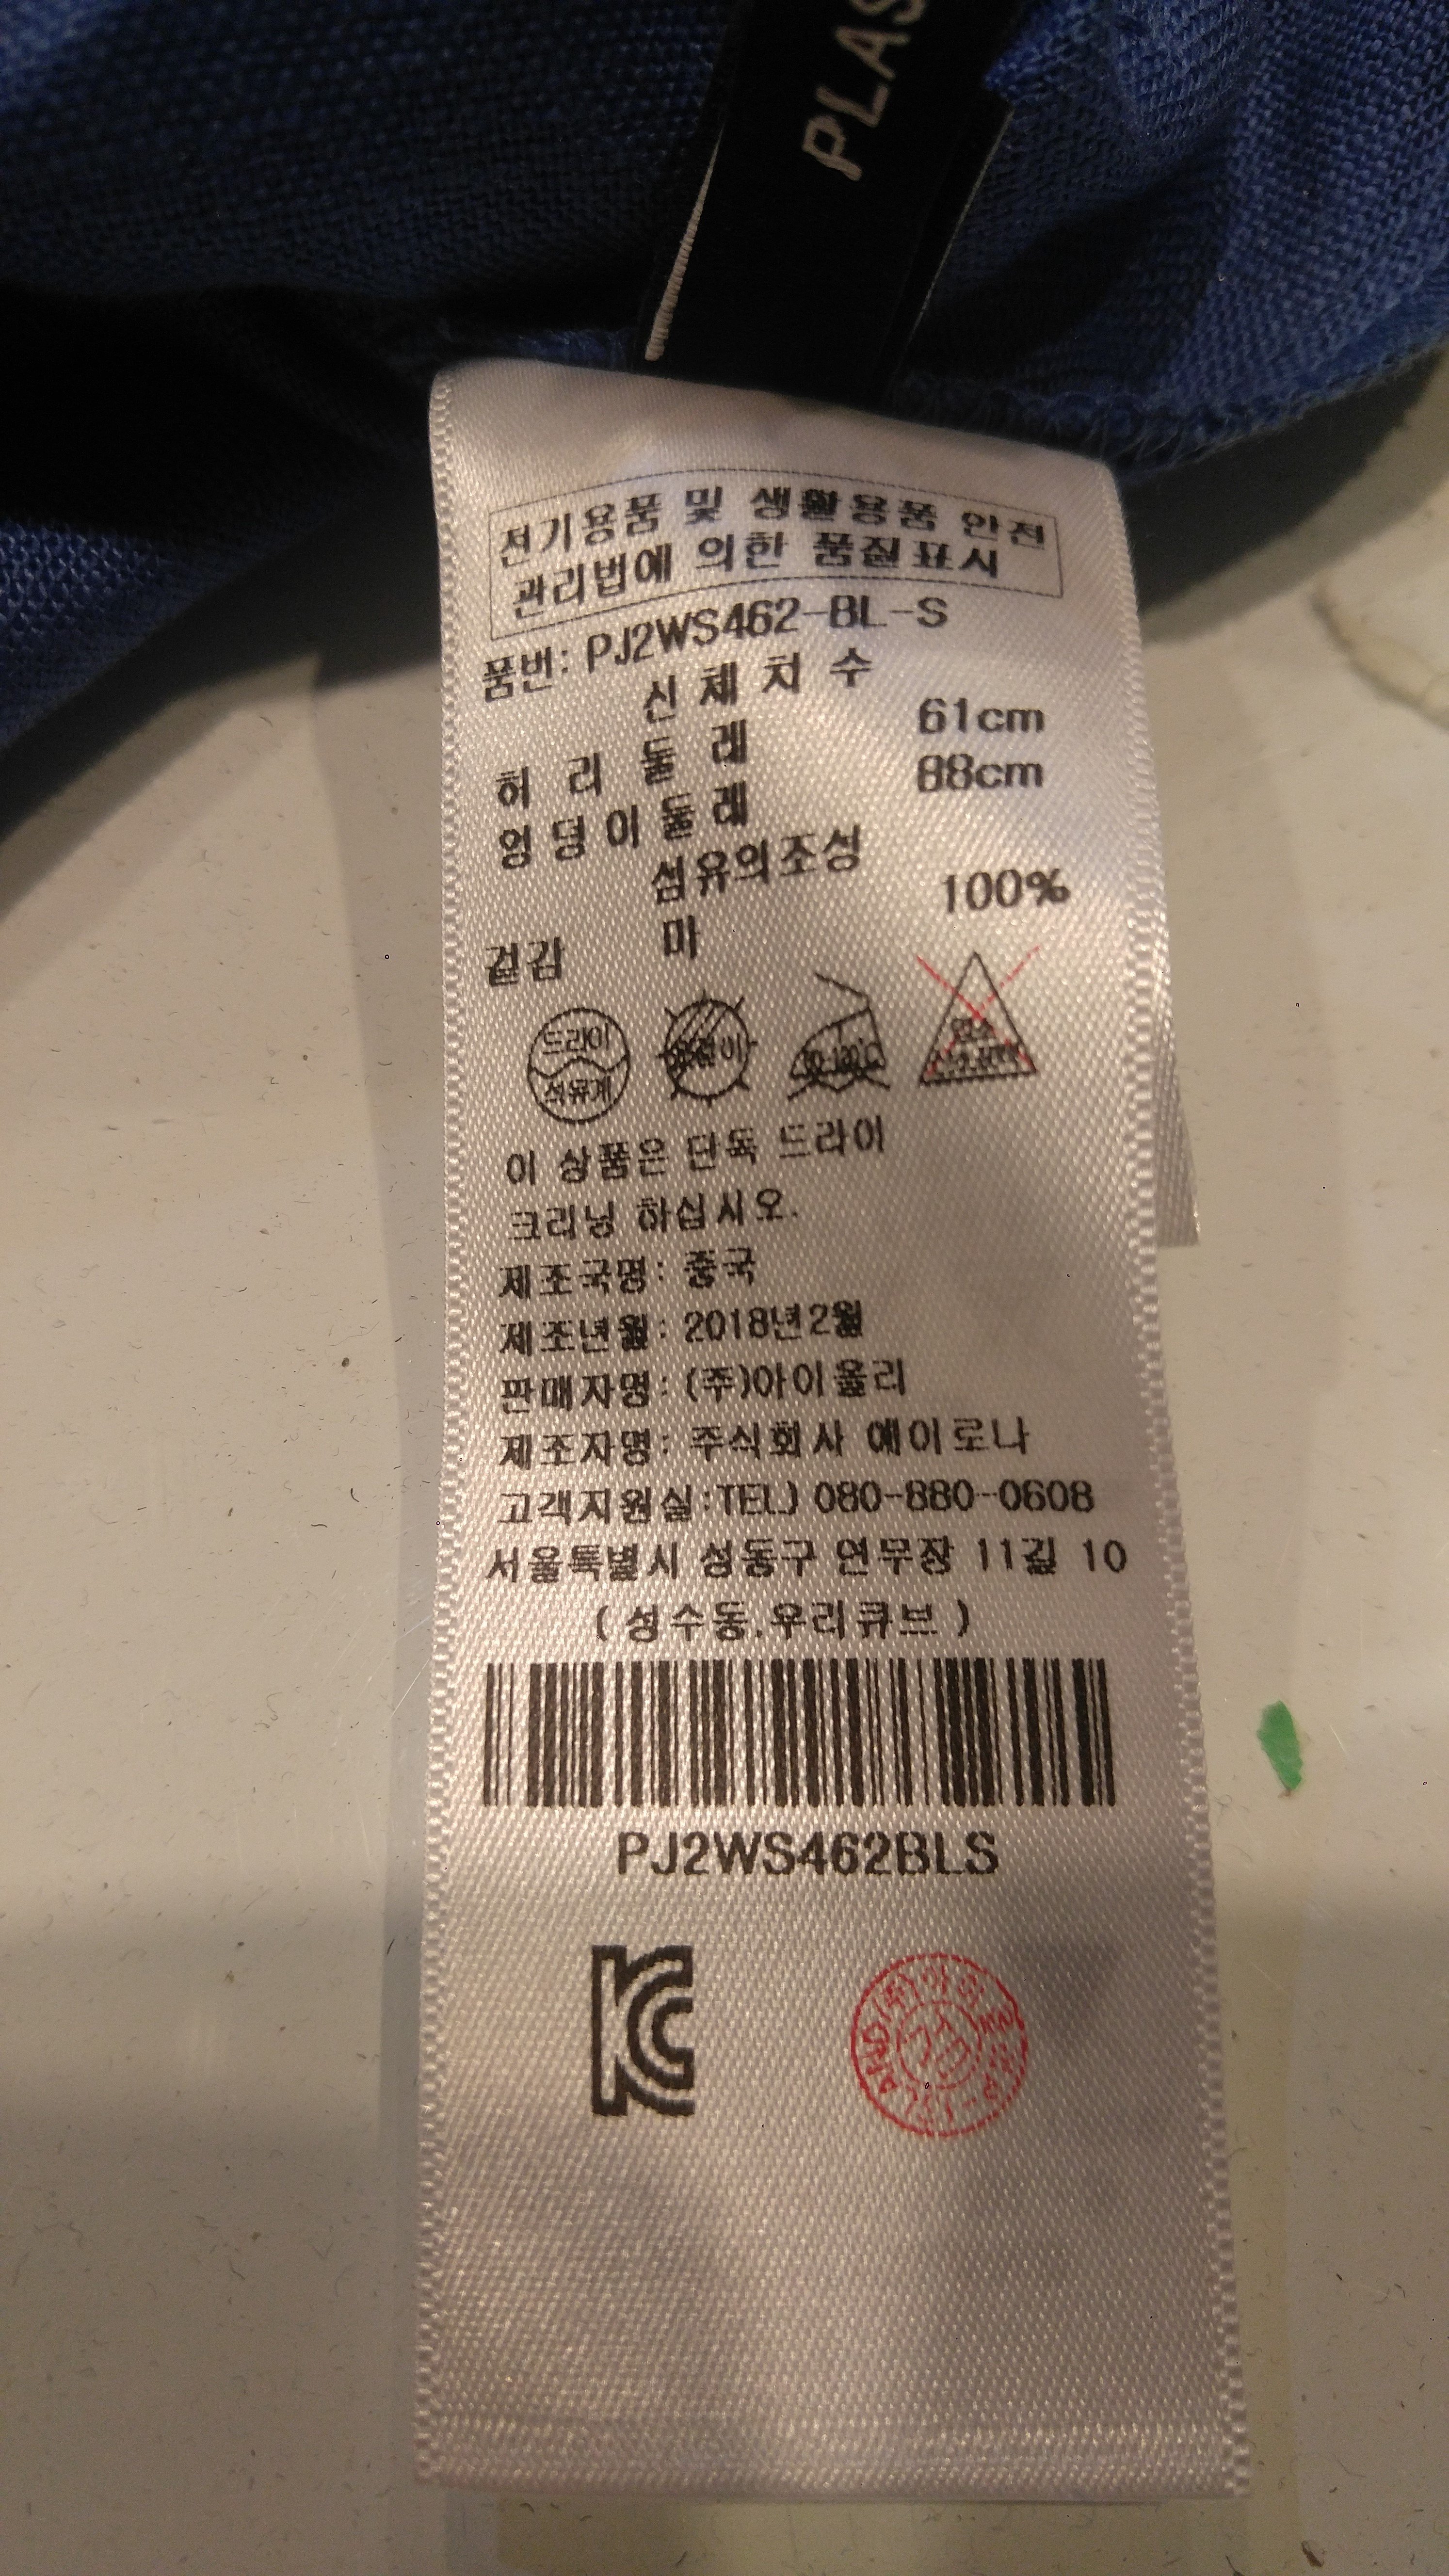 PLAS
전기용품 및 생활용품 안전
관리법에 의한 품질표시
품번: PJ2WS462-BL-S
신 체 치 수
허 리 둘 레 61cm
엉덩이둘레 88cm
섬유의조성
겉감 마 100%
드라이
석유계
옷걸이
이 상품은 단독 드라이
크리닝 하십시오.
제조국명: 중국
제조년월: 2018년2월
판매자명: (주)아이올리
제조자명: 주식회사 에이로나
고객지원실:TEL) 080-880-0608
서울특별시 성동구 연무장 11길 10
( 성수동,우리큐브 )
PJ2WS462BLS
KC